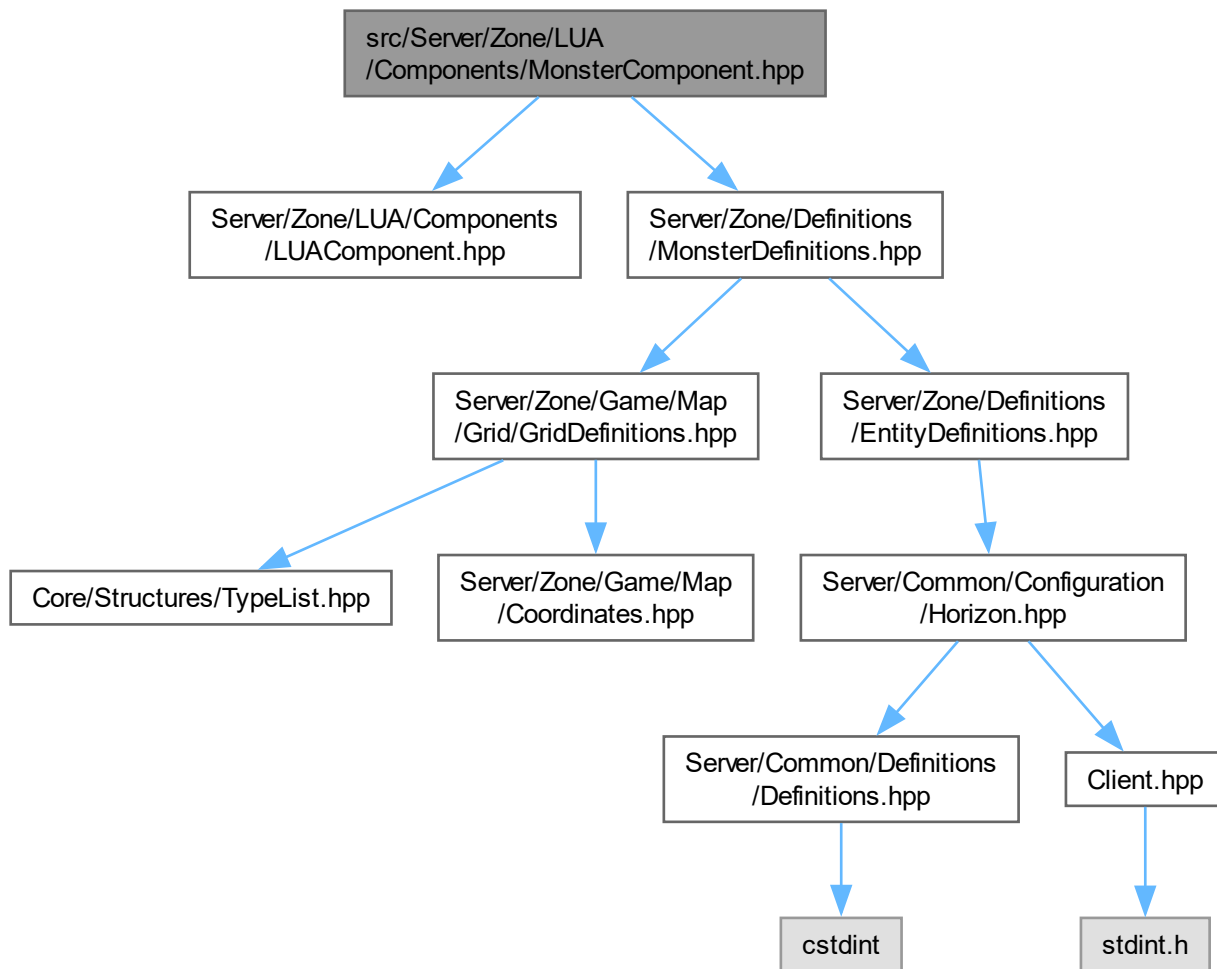 src/Server/Zone/LUA
/Components/MonsterComponent.hpp
Server/Zone/LUA/Components
/LUAComponent.hpp
Server/Zone/Definitions
/MonsterDefinitions.hpp
Server/Zone/Game/Map
/Grid/GridDefinitions.hpp
Server/Zone/Definitions
/EntityDefinitions.hpp
Core/Structures/TypeList.hpp
Server/Zone/Game/Map
/Coordinates.hpp
Server/Common/Configuration
/Horizon.hpp
Server/Common/Definitions
/Definitions.hpp
Client.hpp
cstdint
stdint.h